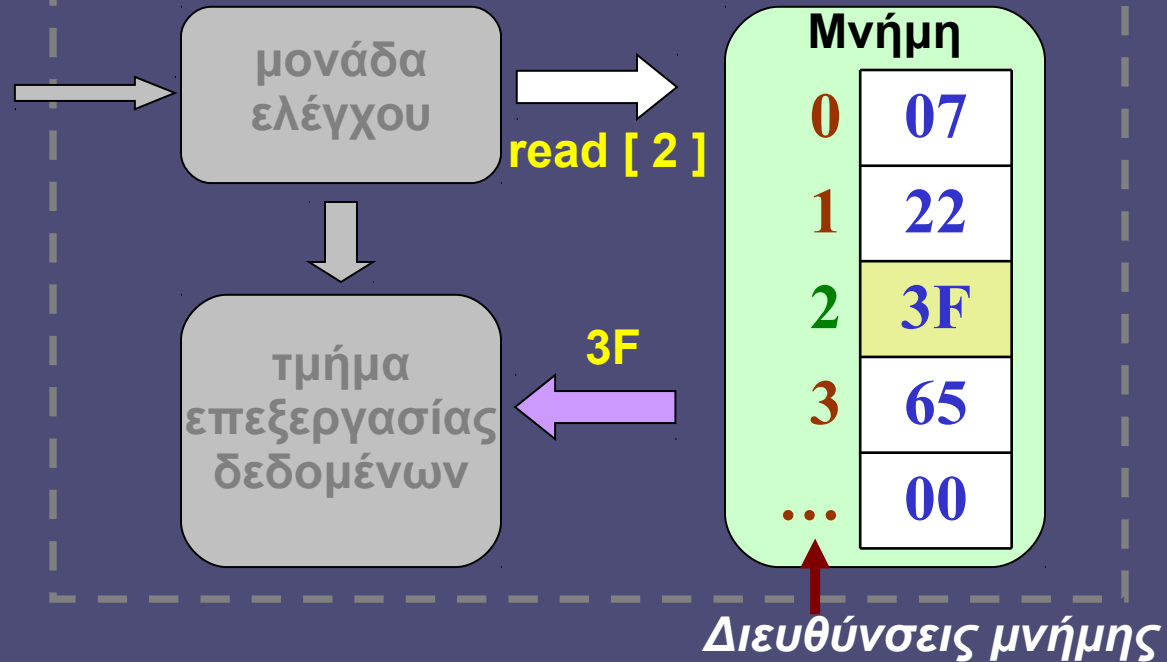 μονάδα
ελέγχου
read [ 2 ]
Μνήμη
0 07
1 22
2 3F
3 65
... 00
3F
τμήμα
επεξεργασίας
δεδομένων
Διευθύνσεις μνήμης